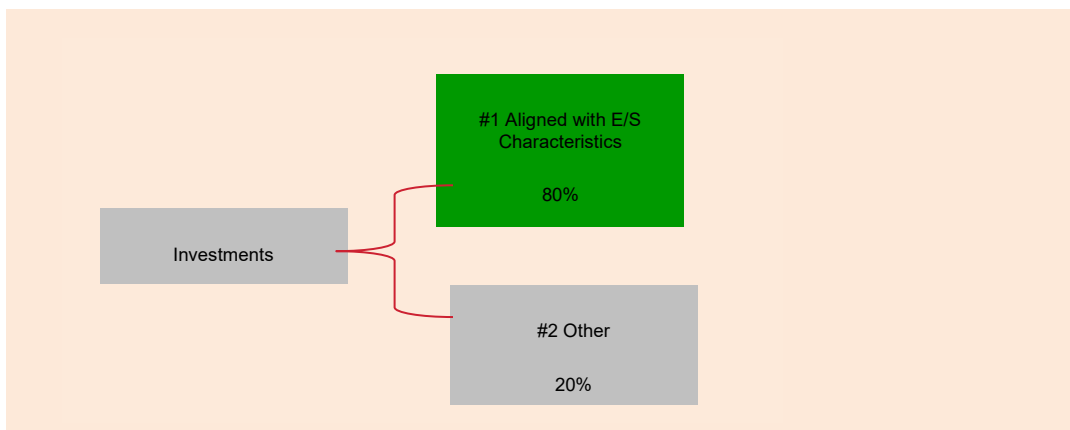 #1 Aligned with E/S
Characteristics
80%
Investments
#2 Other
20%